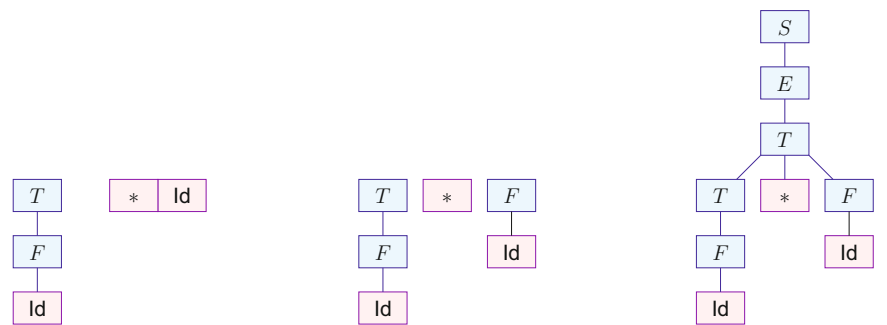 S
E
T
T * Id T * F T * F
F F Id F Id
Id Id Id